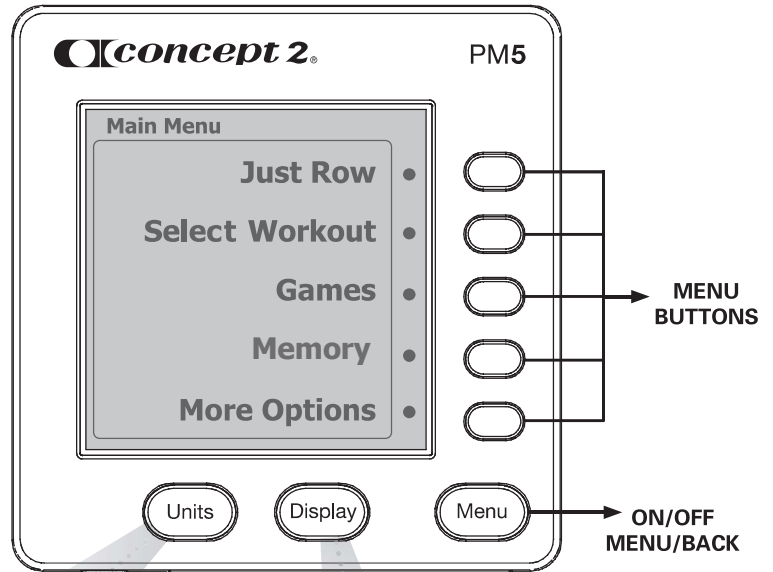 concept 2® PM5
Main Menu
Just Row
Select Workout
Games
Memory
More Options
MENU
BUTTONS
Units Display Menu
ON/OFF
MENU/BACK